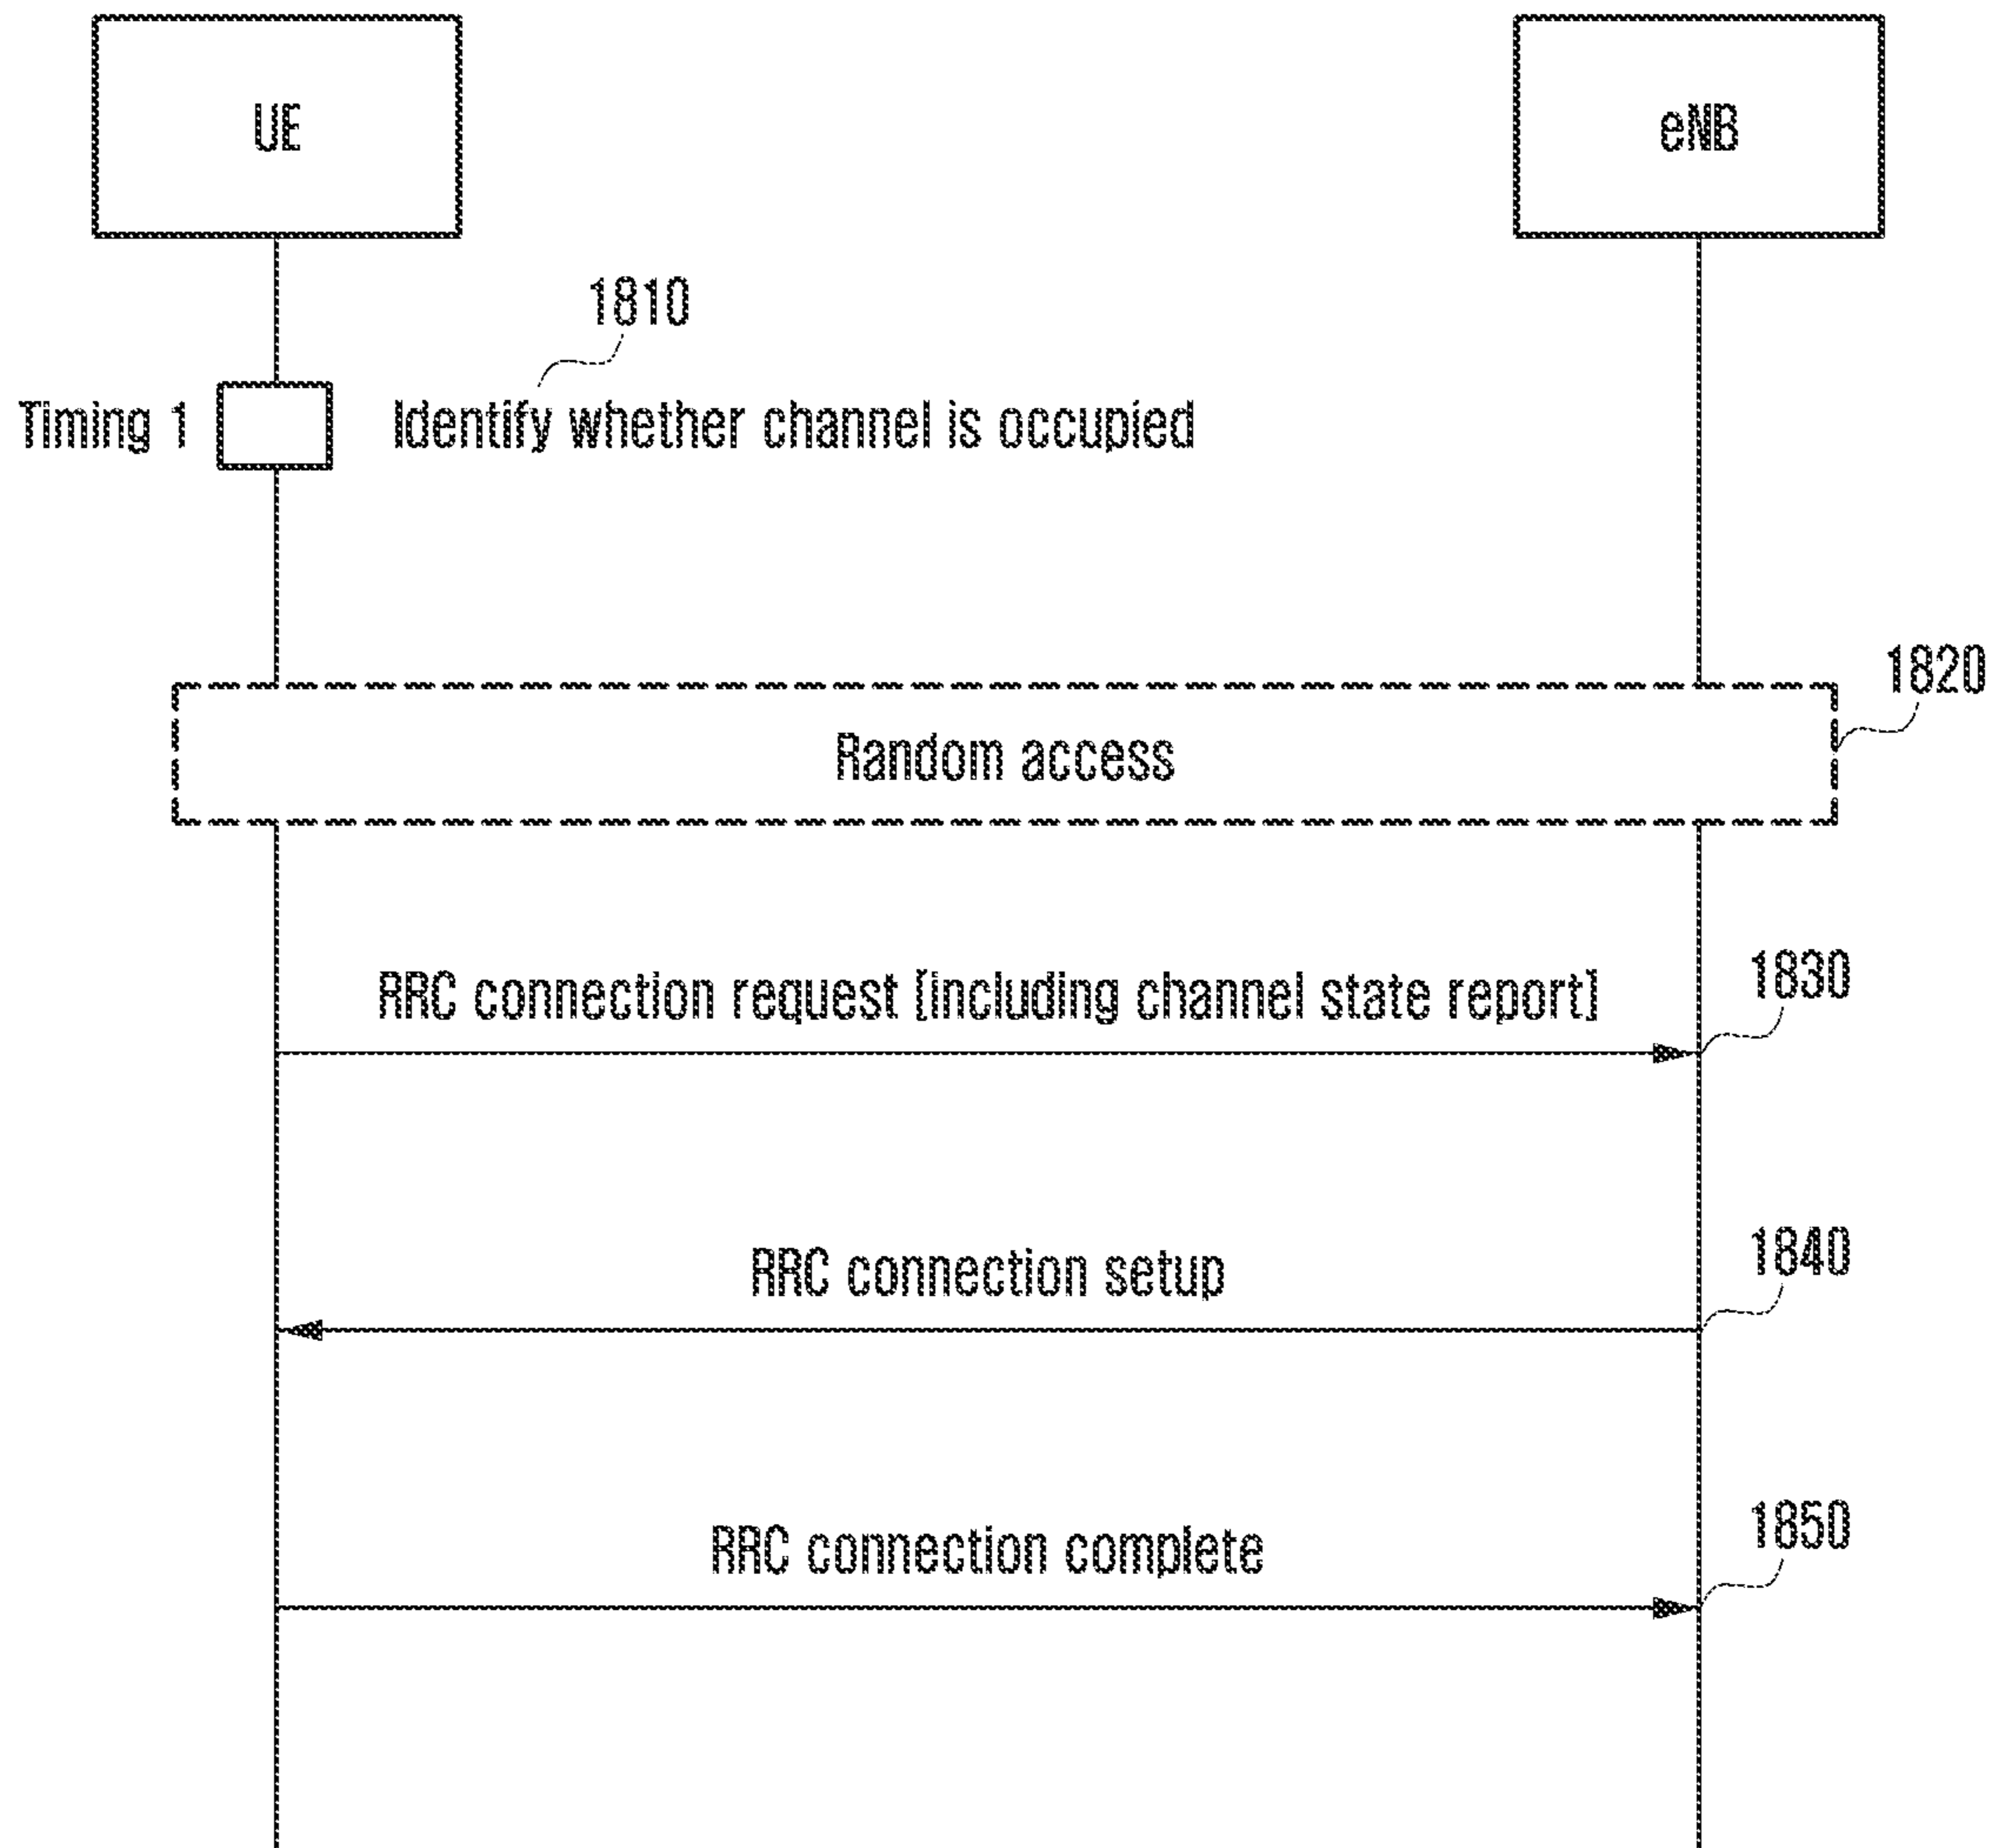 UE
eNB
1810
Timing 1
Identify whether channel is occupied
1820
Random access
RRC connection request [including channel state report]
1830
RRC connection setup
1840
RRC connection complete
1850